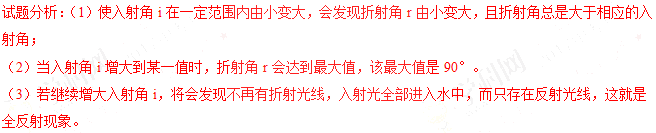 试题分析：（1）使入射角 i 在一定范围内由小变大，会发现折射角 r 由小变大，且折射角总是大于相应的入
射角；
（2）当入射角 i 增大到某一值时，折射角 r 会达到最大值，该最大值是 90° 。
（3）若继续增大入射角 i，将会发现不再有折射光线，入射光全部进入水中，而只存在反射光线，这就是
全反射现象。